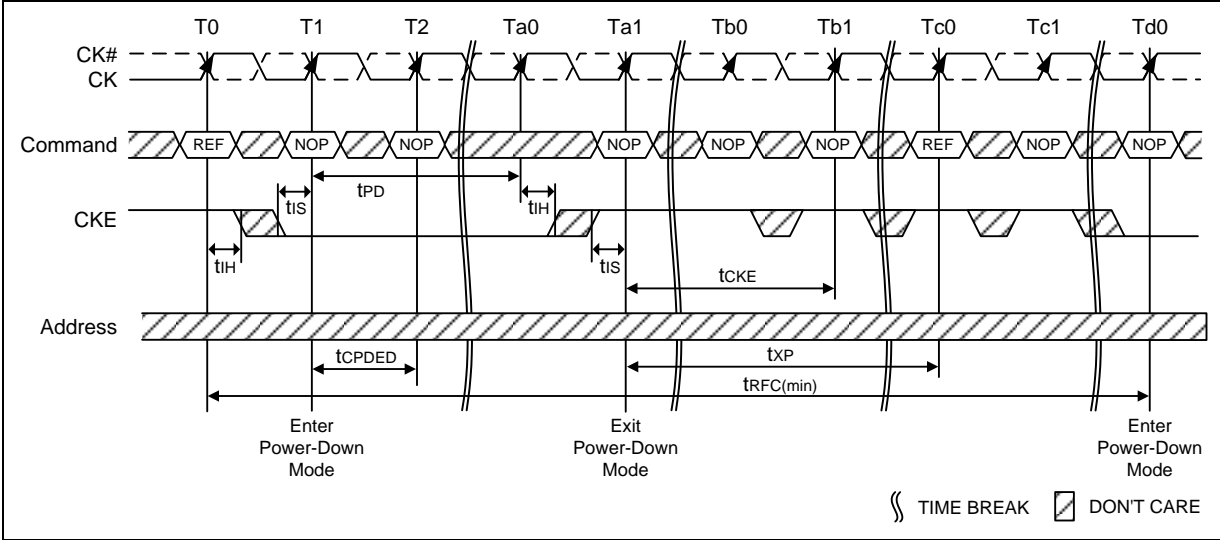 T0 T1 T2 Ta0 Ta1 Tb0 Tb1 Tc0 Tc1 Td0
CK#
CK
Command REF NOP NOP NOP NOP NOP REF NOP NOP
tPD
tIS tIH
CKE
tIH tIS
tCKE
Address
tCPDED tXP
tRFC(min)
Enter Power-Down Mode
Exit Power-Down Mode
Enter Power-Down Mode
TIME BREAK DON'T CARE